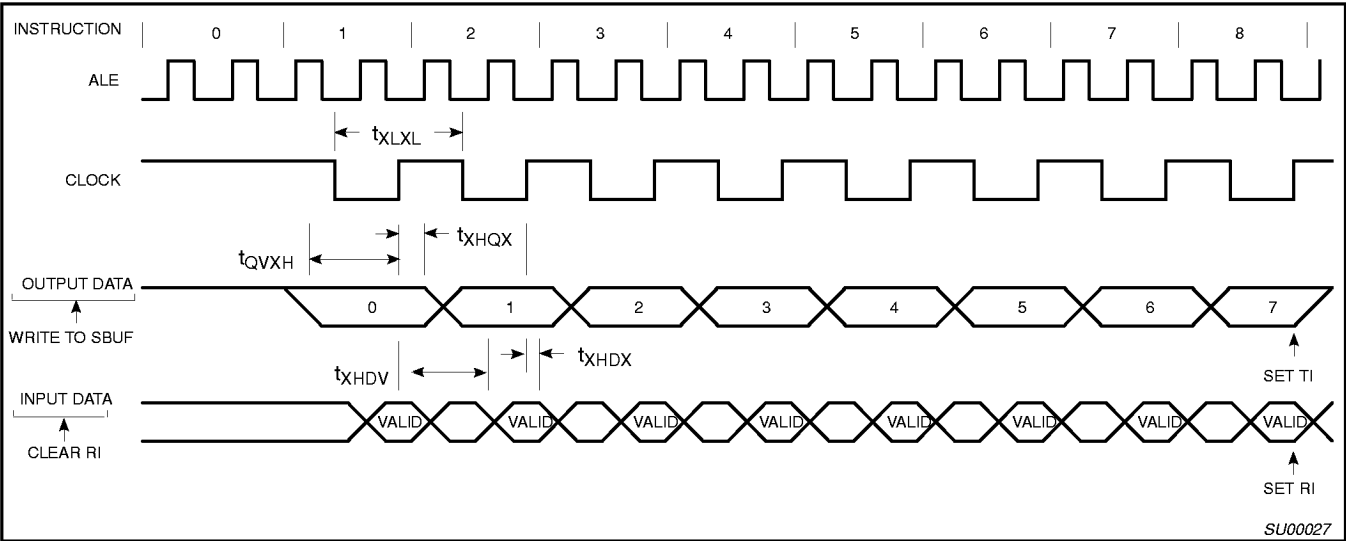 INSTRUCTION 0 1 2 3 4 5 6 7 8
ALE
tXLXL
CLOCK
tXHQX
tQVXH
OUTPUT DATA
0 1 2 3 4 5 6 7
WRITE TO SBUF
tXHDX
tXHDV
SET TI
INPUT DATA
VALID VALID VALID VALID VALID VALID VALID VALID
CLEAR RI
SET RI
SU00027